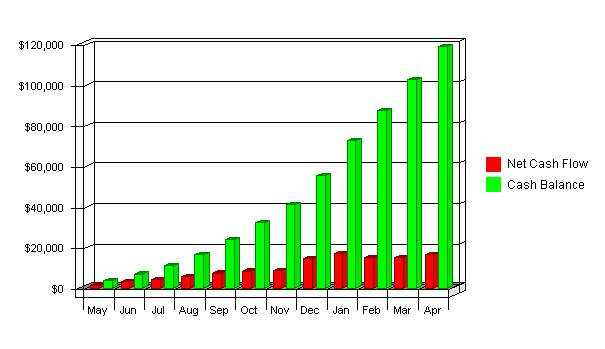 $120,000
$100,000
$80,000
$60,000
$40,000
$20,000
$0
May Jun Jul Aug Sep Oct Nov Dec Jan Feb Mar Apr
Net Cash Flow
Cash Balance